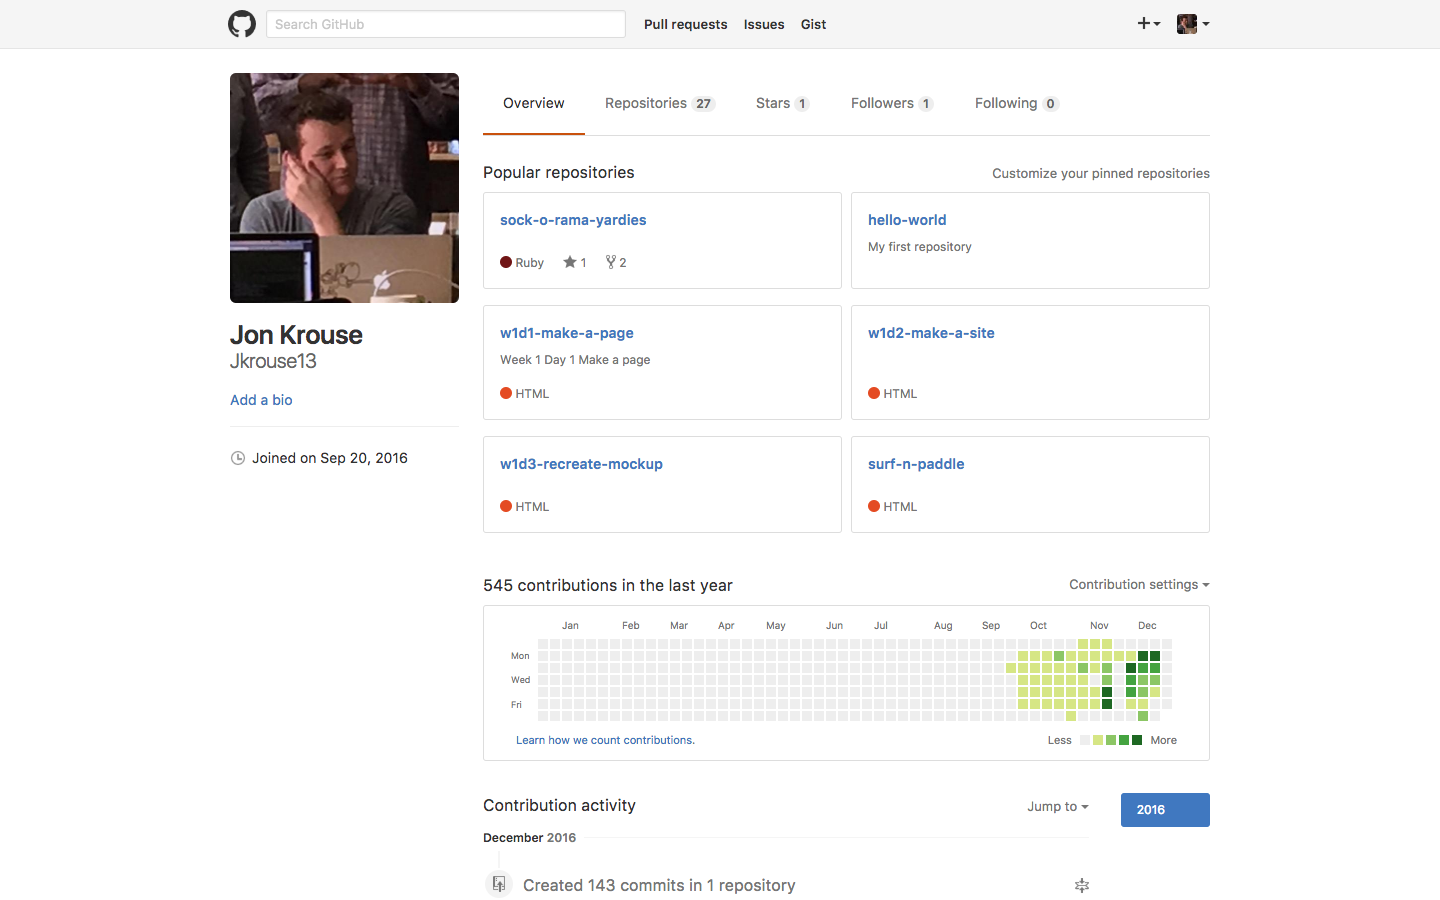 Search GitHub
Pull requests
Issues
Gist
Overview
Repositories 27
Stars 1
Followers 1
Following 0
Jon Krouse
Jkrouse13
Add a bio
Joined on Sep 20, 2016
Popular repositories
Customize your pinned repositories
sock-o-rama-yardies
Ruby 1 2
hello-world
My first repository
w1d1-make-a-page
Week 1 Day 1 Make a page
HTML
w1d2-make-a-site
HTML
w1d3-recreate-mockup
HTML
surf-n-paddle
HTML
545 contributions in the last year
Contribution settings
Jan Feb Mar Apr May Jun Jul Aug Sep Oct Nov Dec
Mon
Wed
Fri
Learn how we count contributions.
Less
More
Contribution activity
Jump to
2016
December 2016
Created 143 commits in 1 repository